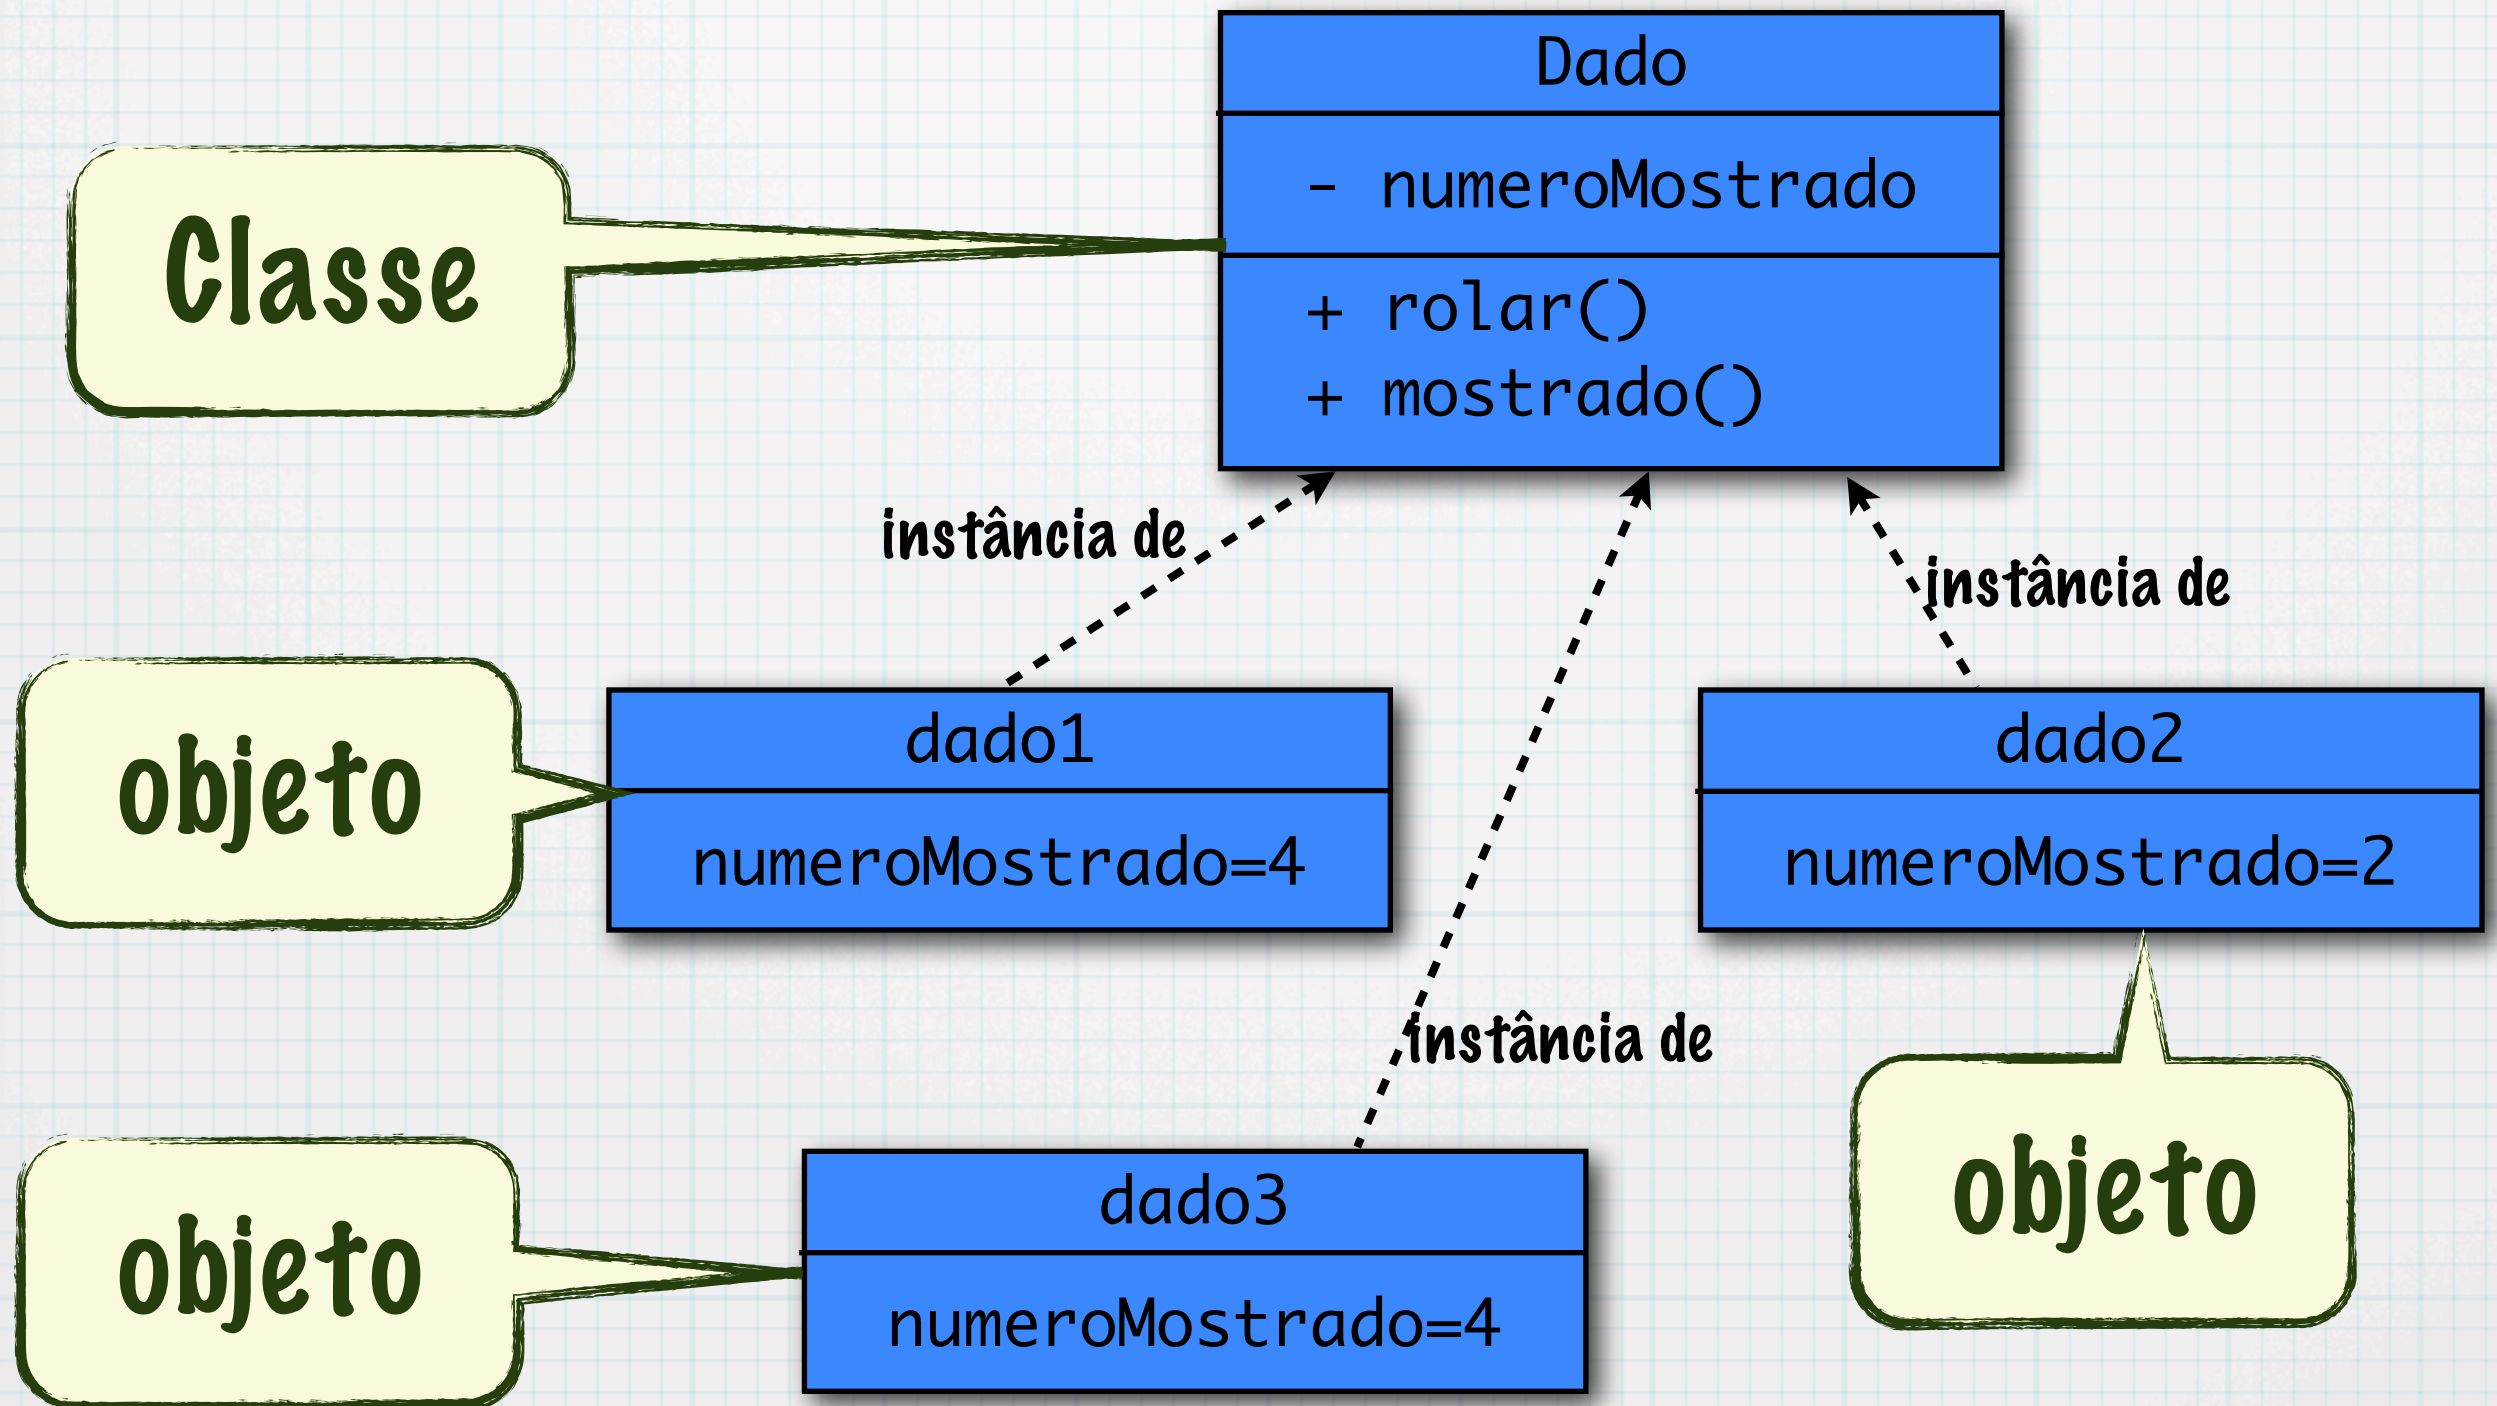 Dado
- numeroMostrado
+ rolar()
+ mostrado()
Classe
instância de
instância de
dado1
numeroMostrado=4
objeto
dado2
numeroMostrado=2
instância de
objeto
dado3
numeroMostrado=4
objeto